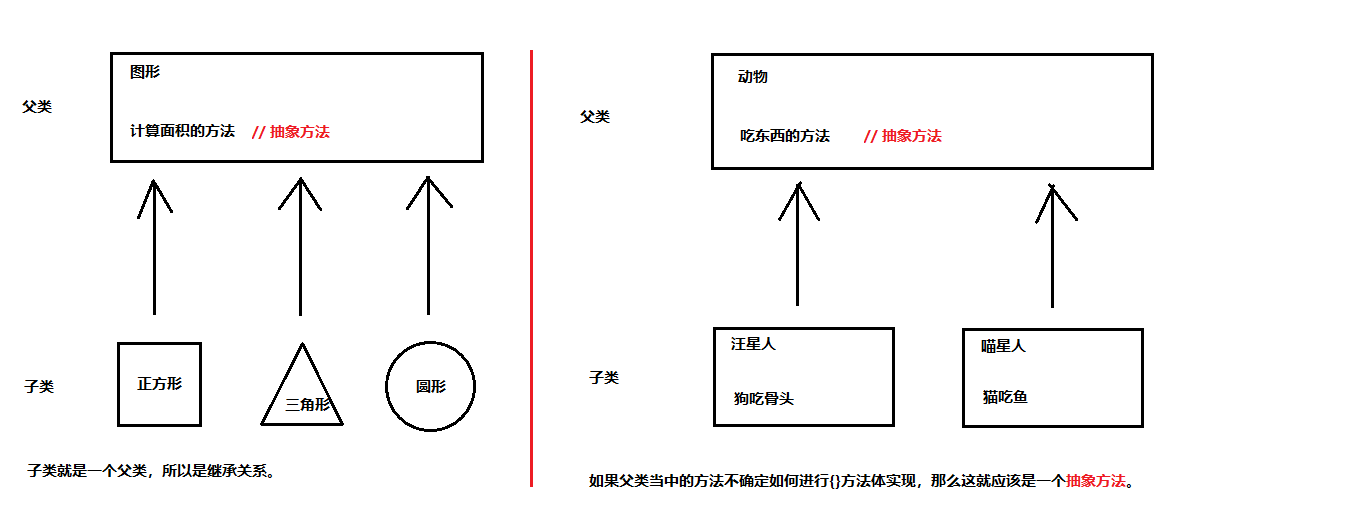 图形
父类
计算面积的方法 // 抽象方法
正方形
三角形
圆形
子类
子类就是一个父类，所以是继承关系。
动物
父类
吃东西的方法 // 抽象方法
汪星人
喵星人
子类
狗吃骨头
猫吃鱼
如果父类当中的方法不确定如何进行{}方法体实现，那么这就应该是一个抽象方法。